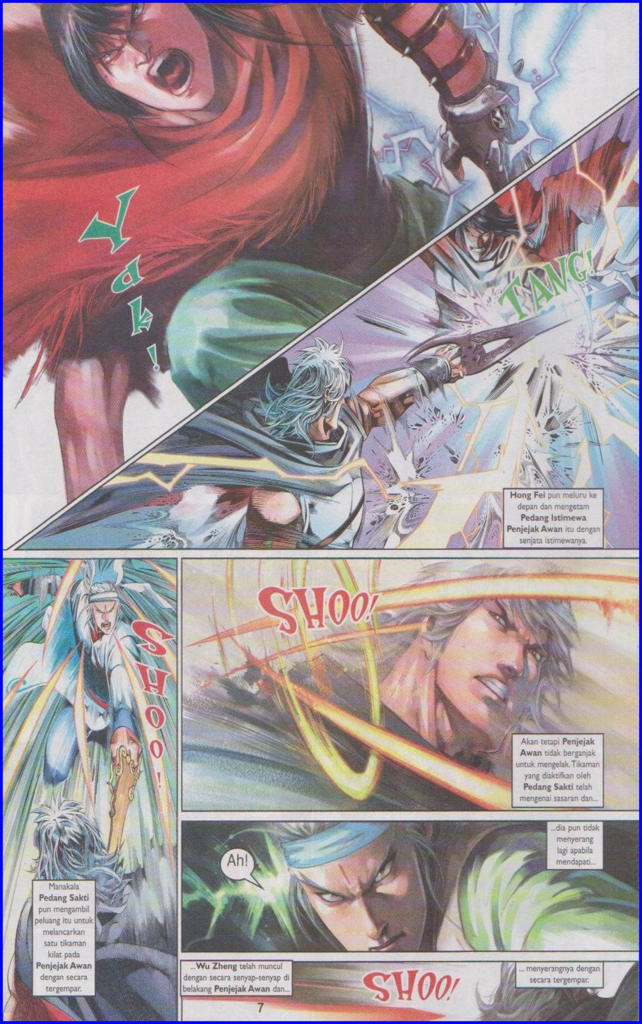 Yak!
TANG!
Hong Fei pun meluru ke
depan dan mengetam
Pedang Istimewa
Penjejak Awan itu dengan
senjata istimewanya.
SHOO!
Manakala
Pedang Sakti
pun mengambil
peluang itu untuk
melancarkan
satu tikaman
kilat pada
Penjejak Awan
dengan secara
tergempar.
SHOO!
Akan tetapi Penjejak
Awan tidak berganjak
untuk mengelak. Tikaman
yang diaktifkan oleh
Pedang Sakti telah
mengenai sasaran dan...
...dia pun tidak
menyerang
lagi apabila
mendapati...
Ah!
...Wu Zheng telah muncul
dengan secara senyap-senyap di
belakang Penjejak Awan dan...
SHOO!
... menyerangnya dengan
secara tergempar.
7